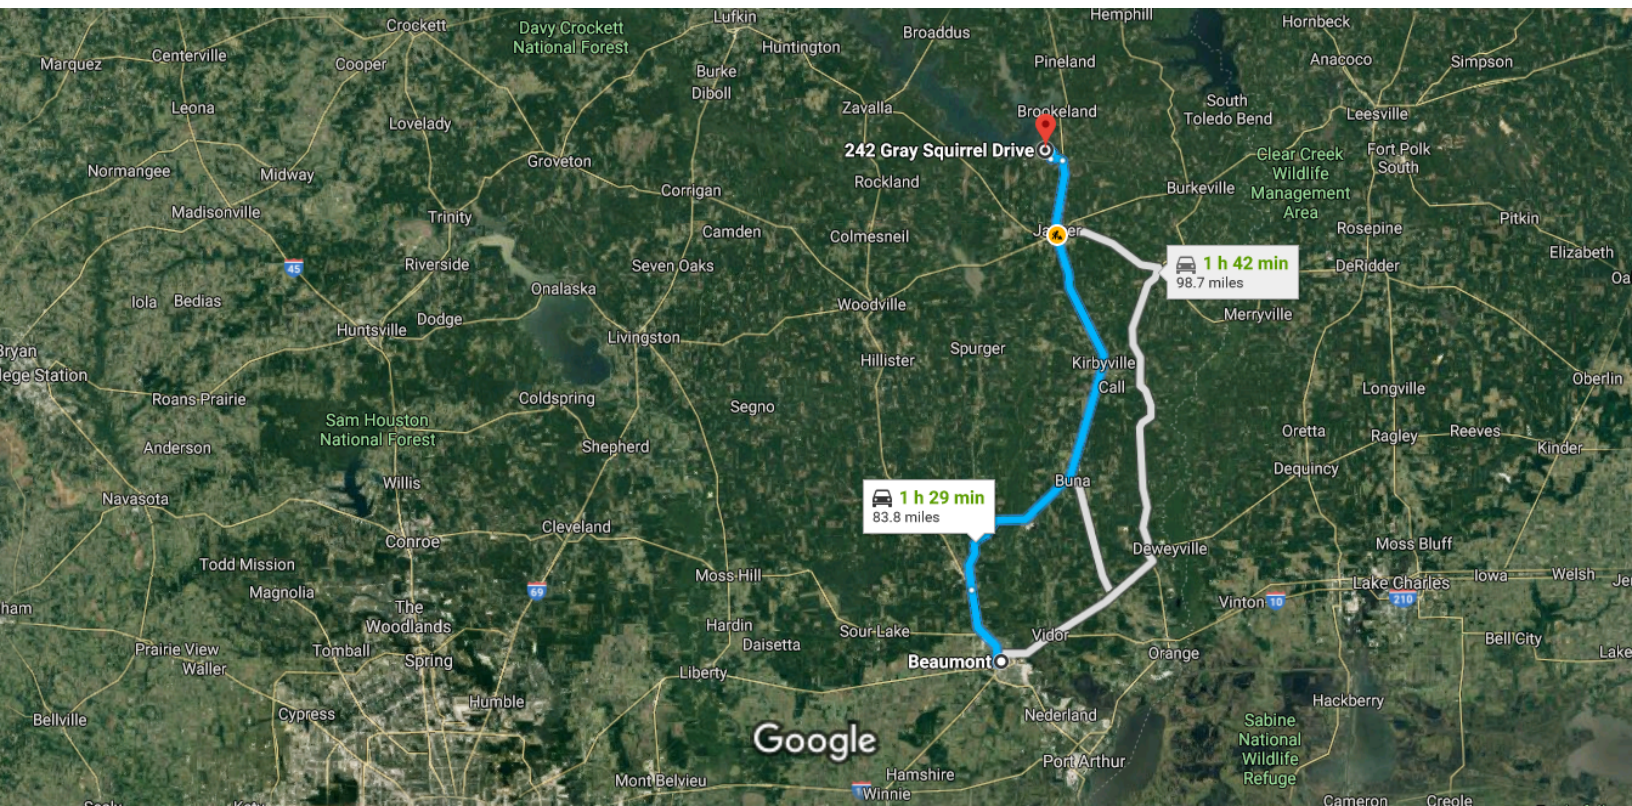 Crockett
Davy Crockett
National Forest
Lufkin
Hemphill
Hornbeck
Broaddus
Huntington
Marquez
Centerville
Cooper
Burke
Pineland
Anacoco
Simpson
Diboll
Leona
Lovelady
Zavalla
Brookeland
South
Toledo Bend
Leesville
242 Gray Squirrel Drive
Groveton
Clear Creek
Wildlife
Management
Area
Fort Polk
South
Normangee
Midway
Corrigan
Rockland
Burkeville
Madisonville
Trinity
Camden
Colmesneil
Rosepine
Pitkin
Elizabeth
45
Riverside
Seven Oaks
1 h 42 min
98.7 miles
DeRidder
Iola
Bedias
Onalaska
Woodville
Merryville
Huntsville
Dodge
Livingston
Bryan
lege Station
Hillister
Spurger
Kirbyville
Call
Longville
Oberlin
Roans Prairie
Coldspring
Segno
Sam Houston
National Forest
Anderson
Shepherd
Oretta
Ragley
Reeves
Kinder
Navasota
Willis
Buna
Dequincy
1 h 29 min
83.8 miles
Conroe
Cleveland
Deweyville
Moss Bluff
Todd Mission
Magnolia
69
Moss Hill
Lake Charles
Iowa
Welsh
Vinton
10
210
The
Woodlands
Hardin
Daisetta
Sour Lake
Vidor
Orange
Bell City
Prairie View
Waller
Tomball
Spring
Liberty
Beaumont
Lake
Humble
Cypress
Bellville
Nederland
Hackberry
Google
Sabine
National
Wildlife
Refuge
Port Arthur
Mont Belvieu
Hamshire
Winnie
Cameron
Creole